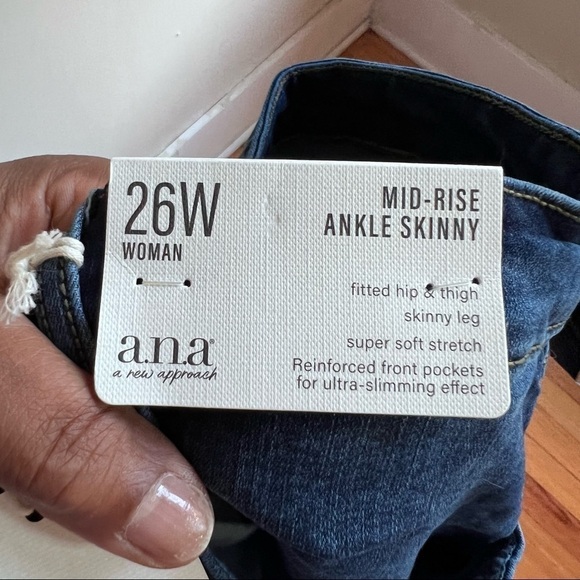 26W
WOMAN
MID-RISE
ANKLE SKINNY
fitted hip & thigh
skinny leg
super soft stretch
Reinforced front pockets
for ultra-slimming effect
a.n.a®
a new approach